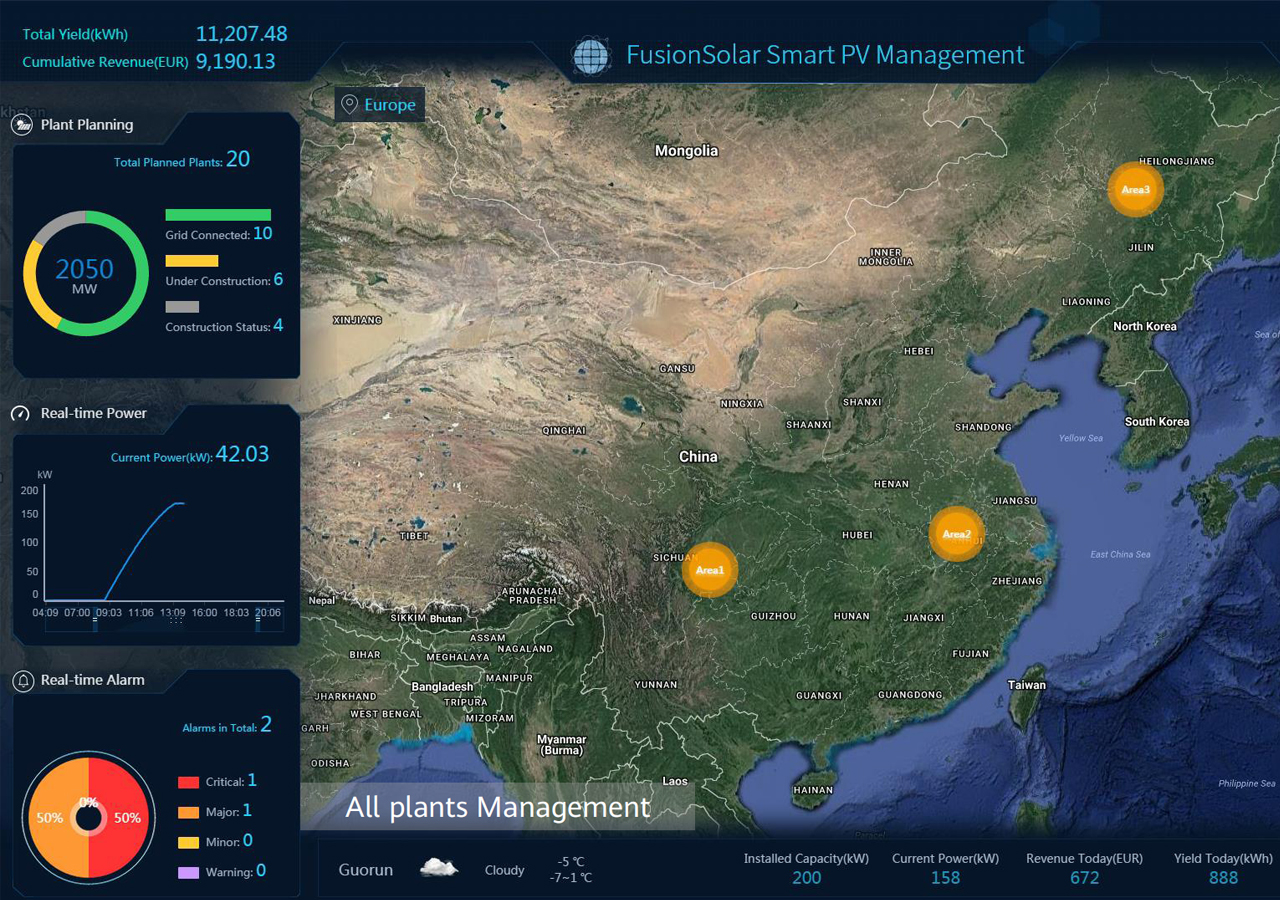 Total Yield(kWh) 11,207.48
Cumulative Revenue(EUR) 9,190.13
FusionSolar Smart PV Management
Europe
Plant Planning
Total Planned Plants: 20
2050
MW
Grid Connected: 10
Under Construction: 6
Construction Status: 4
Real-time Power
Current Power(kW): 42.03
kW
200
150
100
50
0
04:09 07:00 09:03 11:06 13:09 16:00 18:03 20:06
Real-time Alarm
Alarms in Total: 2
50%
0%
50%
Critical: 1
Major: 1
Minor: 0
Warning: 0
Mongolia
HEILONGJIANG
Area3
JILIN
INNER
MONGOLIA
LIAONING
XINJIANG
North Korea
HEBEI
GANSU
NINGXIA
SHANXI
SHAANXI
SHANDONG
South Korea
QINGHAI
Yellow Sea
China
HENAN
JIANGSU
TIBET
HUBEI
Area2
SICHUAN
Area1
East China Sea
ZHEJIANG
ARUNACHAL
PRADESH
Nepal
SIKKIM
Bhutan
GUIZHOU
HUNAN
JIANGXI
ASSAM
NAGALAND
BIHAR
MEGHALAYA
FUJIAN
MANIPUR
Bangladesh
YUNNAN
Taiwan
JHARKHAND
TRIPURA
GUANGXI
GUANGDONG
WEST BENGAL
MIZORAM
GARH
Myanmar
(Burma)
ODISHA
Laos
HAINAN
Philippine Sea
Sea of
All plants Management
Guorun
Cloudy
-5 ℃
-7~1 ℃
Installed Capacity(kW)
200
Current Power(kW)
158
Revenue Today(EUR)
672
Yield Today(kWh)
888